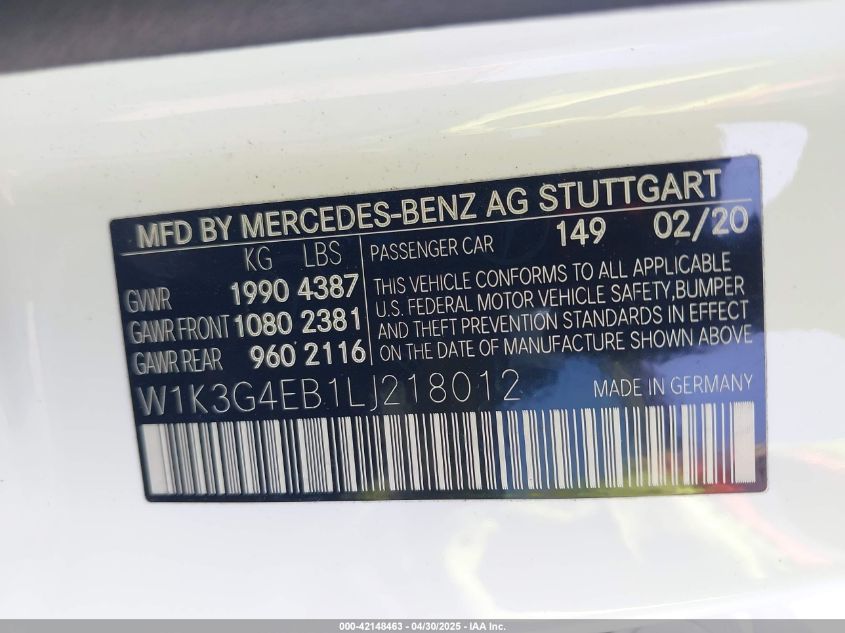 MFD BY MERCEDES-BENZ AG STUTTGART
KG LBS PASSENGER CAR 149 02/20
GVWR 1990 4387
GAWR FRONT 1080 2381
GAWR REAR 960 2116
THIS VEHICLE CONFORMS TO ALL APPLICABLE
U.S. FEDERAL MOTOR VEHICLE SAFETY,BUMPER
AND THEFT PREVENTION STANDARDS IN EFFECT
ON THE DATE OF MANUFACTURE SHOWN ABOVE
W1K3G4EB1LJ218012 MADE IN GERMANY
000-42148463 - 04/30/2025 - IAA Inc.